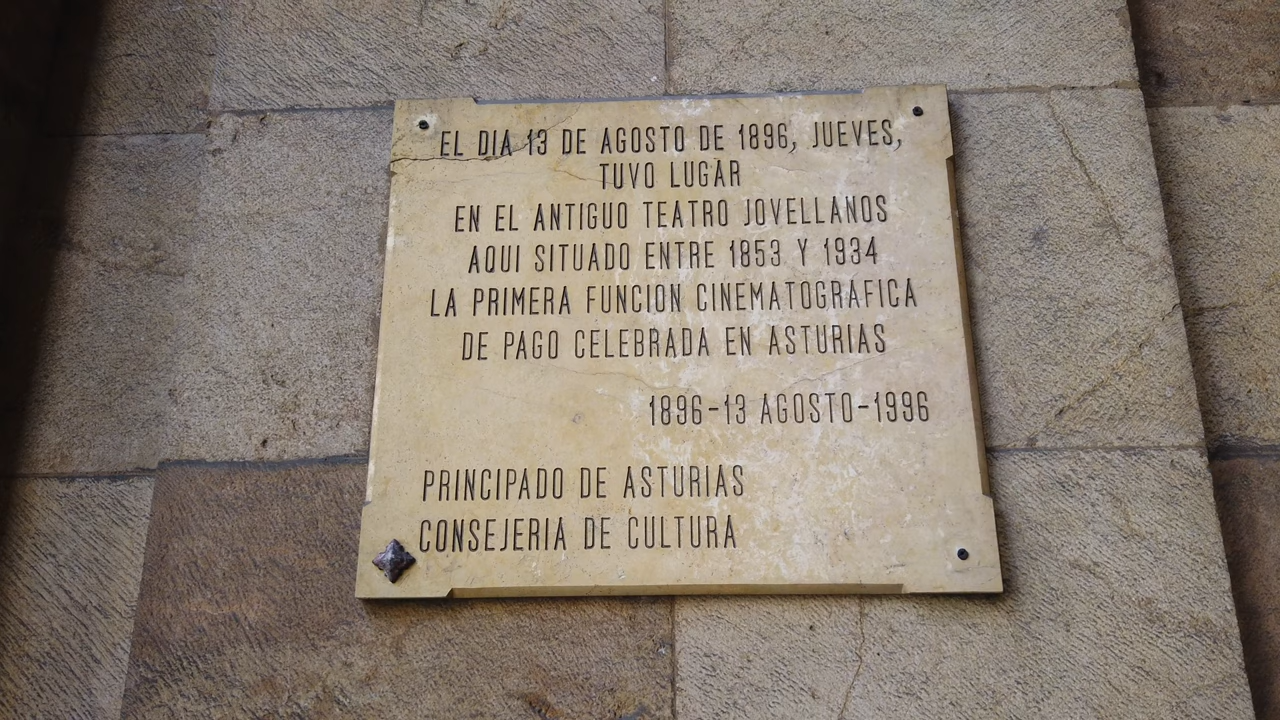 EL DIA 13 DE AGOSTO DE 1896, JUEVES,
TUVO LUGAR
EN EL ANTIGUO TEATRO JOVELLANOS
AQUI SITUADO ENTRE 1853 Y 1934
LA PRIMERA FUNCION CINEMATOGRAFICA
DE PAGO CELEBRADA EN ASTURIAS
1896-13 AGOSTO-1996
PRINCIPADO DE ASTURIAS
CONSEJERIA DE CULTURA